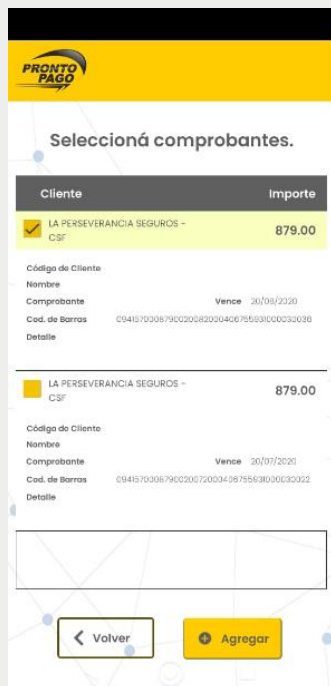 PRONTO
PAGO
Seleccioná comprobantes.
Cliente Importe
LA PERSEVERANCIA SEGUROS - 879.00
CSF
Código de Cliente
Nombre
Comprobante Vence 20/08/2020
Cod. de Barras
Detalle
LA PERSEVERANCIA SEGUROS - 879.00
CSF
Código de Cliente
Nombre
Comprobante Vence 20/07/2020
Cod. de Barras
Detalle
Volver Agregar